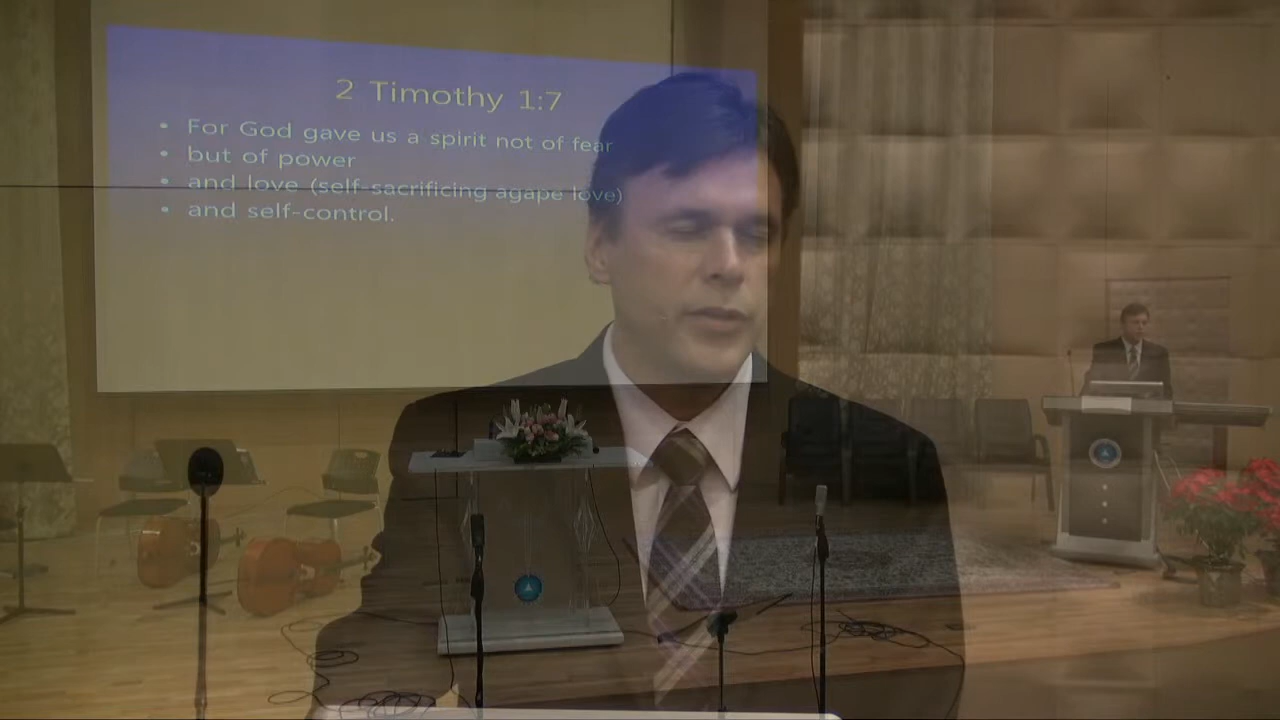 2 Timothy 1:7
• For God gave us a spirit not of fear
• but of power
• and love (self-sacrificing agape love)
• and self-control.